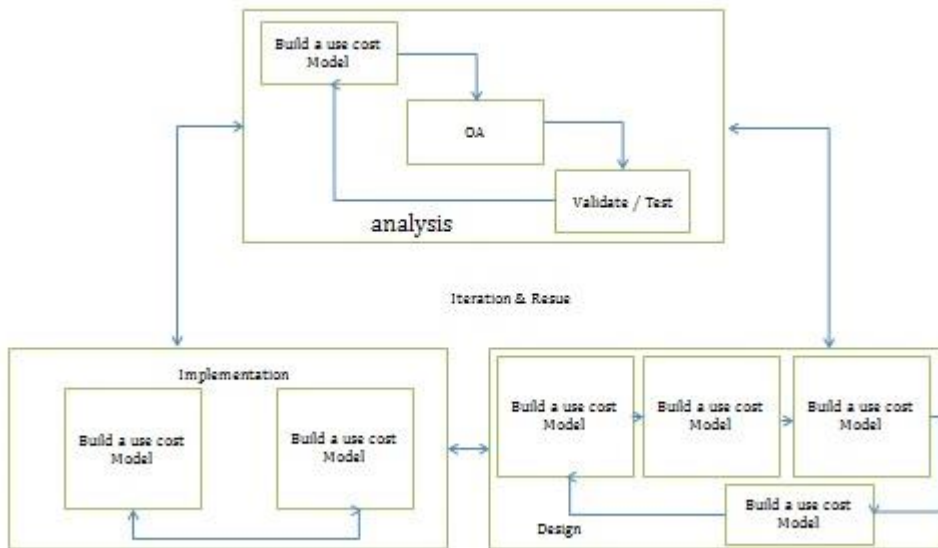 Build a use cost
Model
OA
Validate / Test
analysis
Iteration & Resue
Implementation
Build a use cost
Model
Build a use cost
Model
Build a use cost
Model
Build a use cost
Model
Build a use cost
Model
Build a use cost
Model
Design